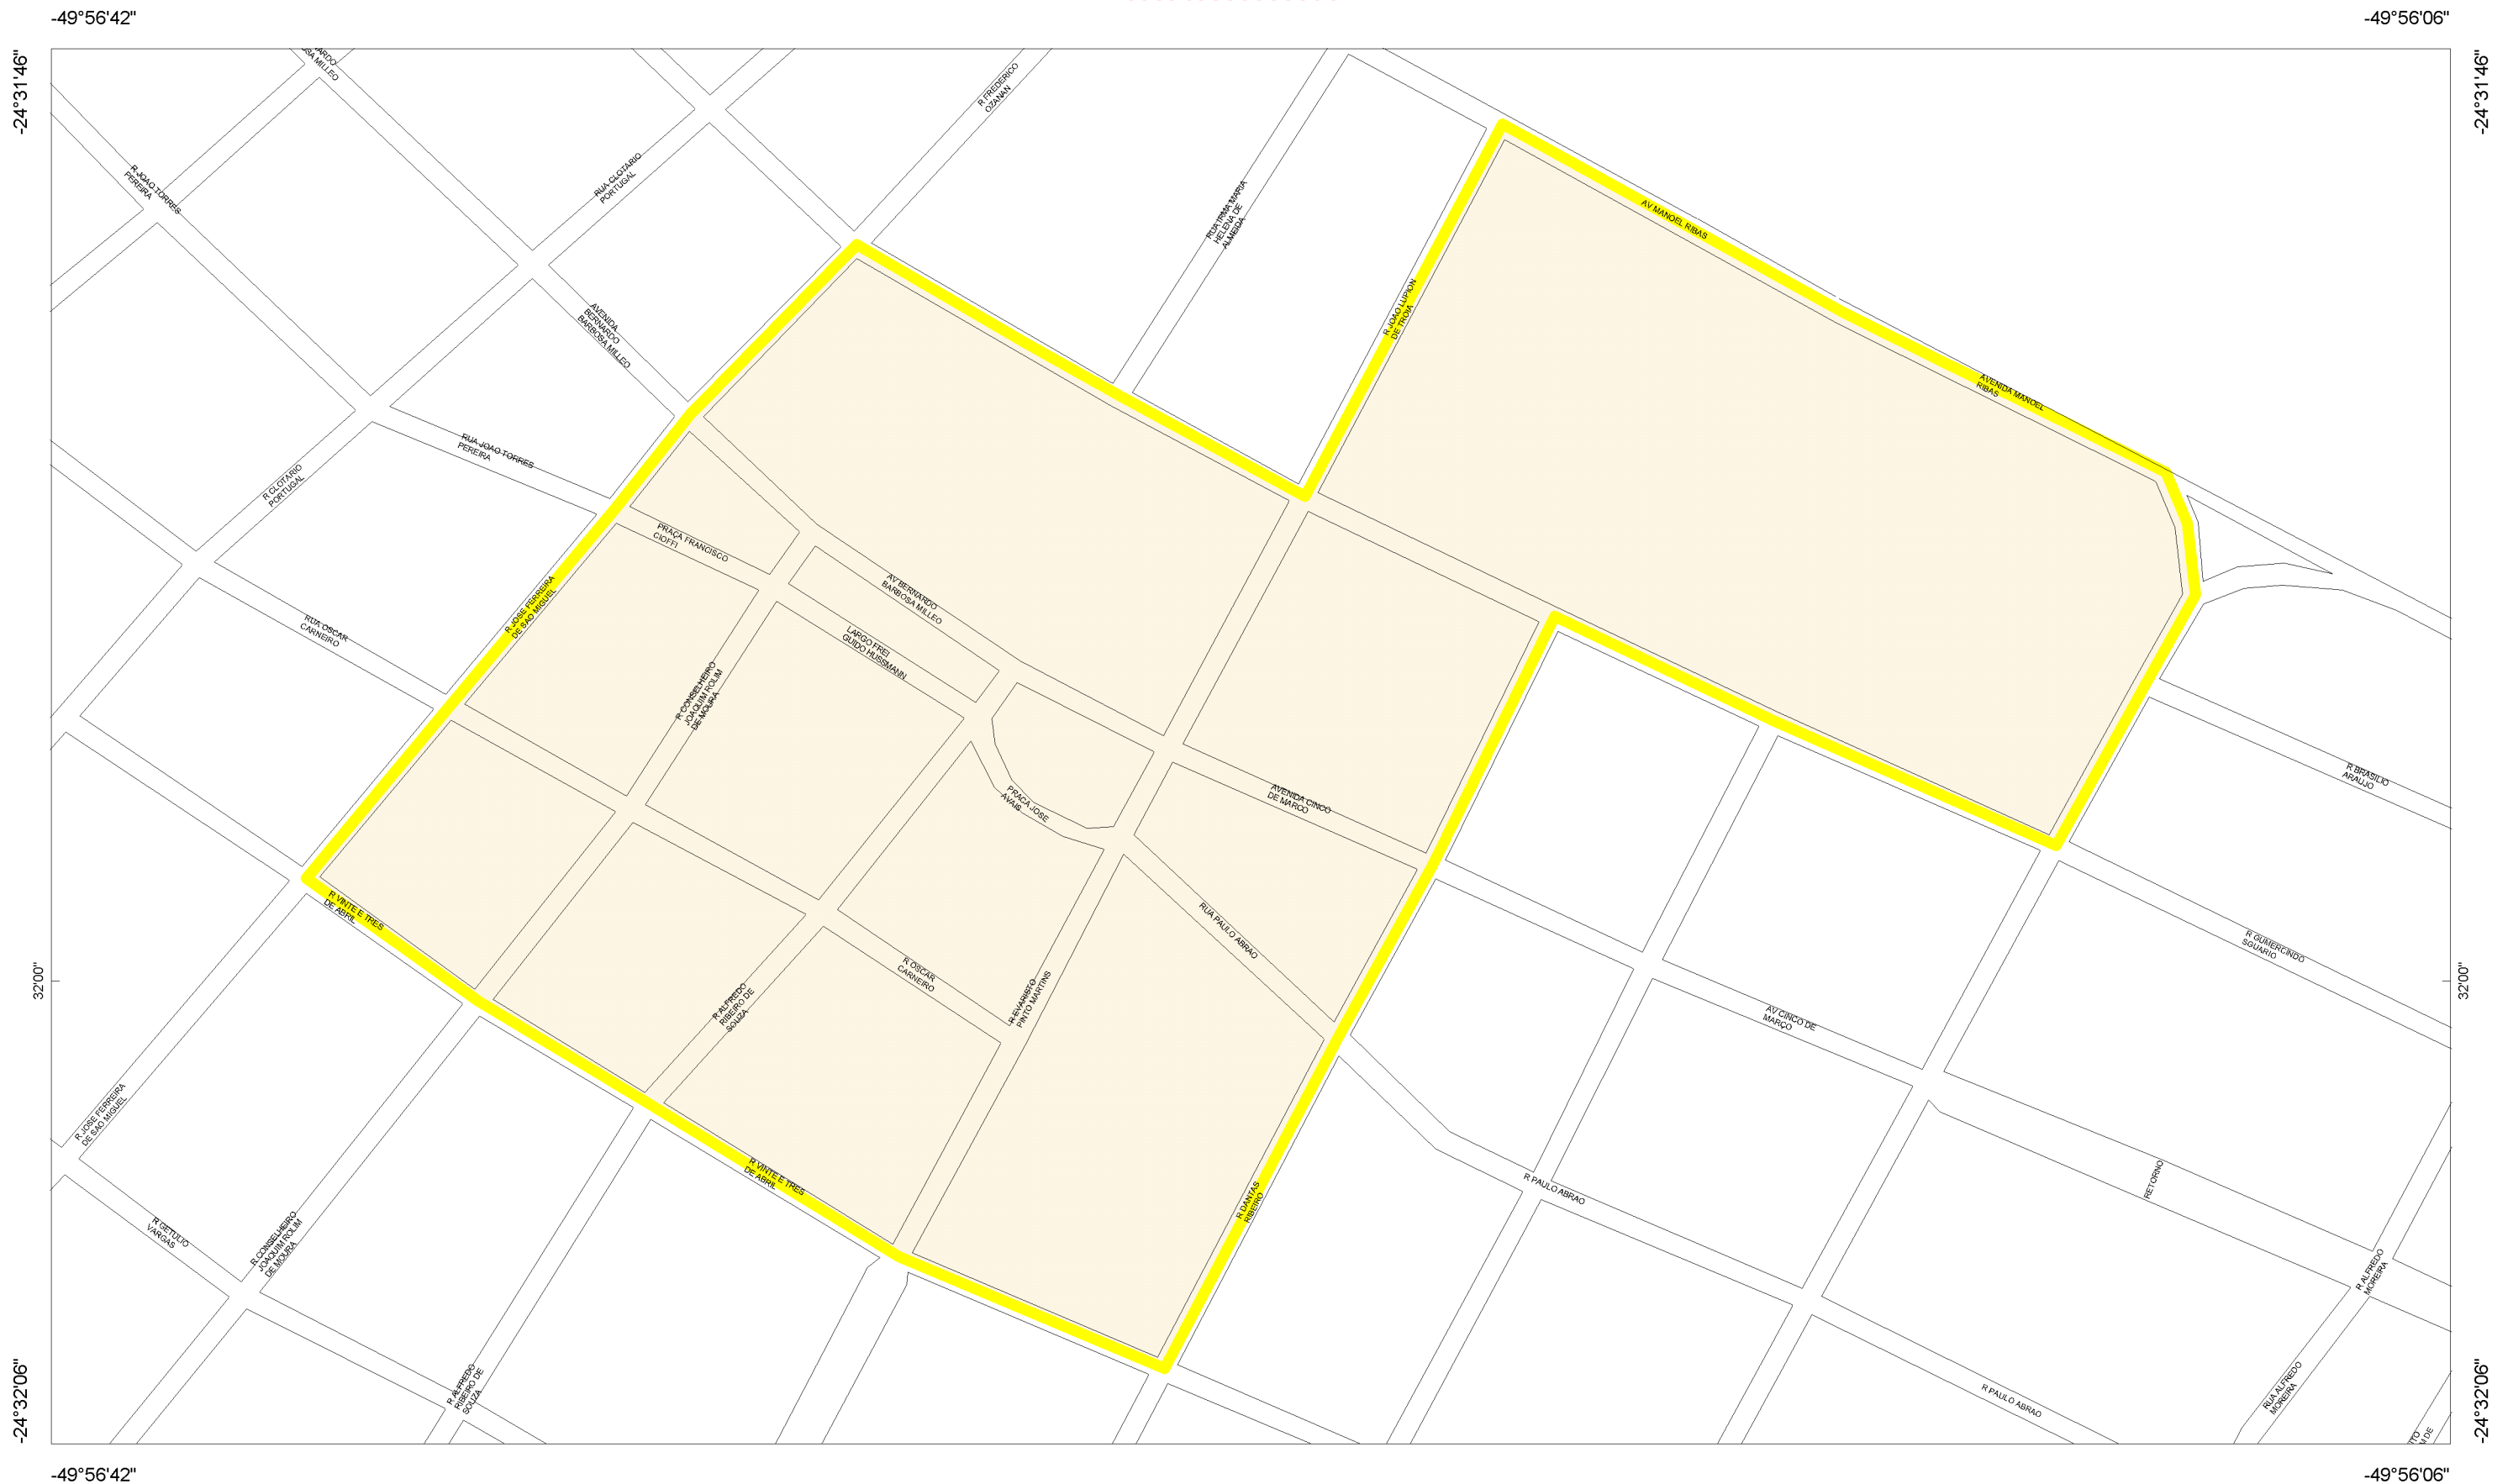 -49°56'42"
-49°56'06"
-24°31'46"
-24°31'46"
ARDO
SA MILLEO
R FREDERICO
OZANAN
R JOAO TORRES
PEREIRA
RUA CLOTARIO
PORTUGAL
RUA IRMA MARIA
HELENA DE
ALMEIDA
AV MANOEL RIBAS
R JOAO LUPION
DE TROIA
AVENIDA
BERNARDO
BARBOSA MILLEO
AVENIDA MANOEL
RIBAS
RUA JOAO TORRES
PEREIRA
R CLOTARIO
PORTUGAL
PRAÇA FRANCISCO
CIOFFI
R JOSE FERREIRA
DE SAO MIGUEL
AV BERNARDO
BARBOSA MILLEO
RUA OSCAR
CARNEIRO
LARGO FREI
GUIDO HUSSMANN
R CONSELHEIRO
JOAQUIM ROLIM
DE MOURA
PRACA JOSE
AVAIS
AVENIDA CINCO
DE MARCO
R BRASILIO
ARAUJO
R VINTE E TRES
DE ABRIL
RUA PAULO ABRAO
R GUMERCINDO
SGUARIO
R OSCAR
CARNEIRO
R EVARISTO
PINTO MARTINS
R ALFREDO
RIBEIRO DE
SOUZA
AV CINCO DE
MARÇO
32'00"
32'00"
R JOSE FERREIRA
DE SAO MIGUEL
R VINTE E TRES
DE ABRIL
R DANTAS
RIBEIRO
R PAULO ABRAO
RETORNO
R GETULIO
VARGAS
R CONSELHEIRO
JOAQUIM ROLIM
DE MOURA
R ALFREDO
MOREIRA
R ALFREDO
RIBEIRO DE
SOUZA
R PAULO ABRAO
RUA ALFREDO
MOREIRA
-24°32'06"
-24°32'06"
-49°56'42"
-49°56'06"